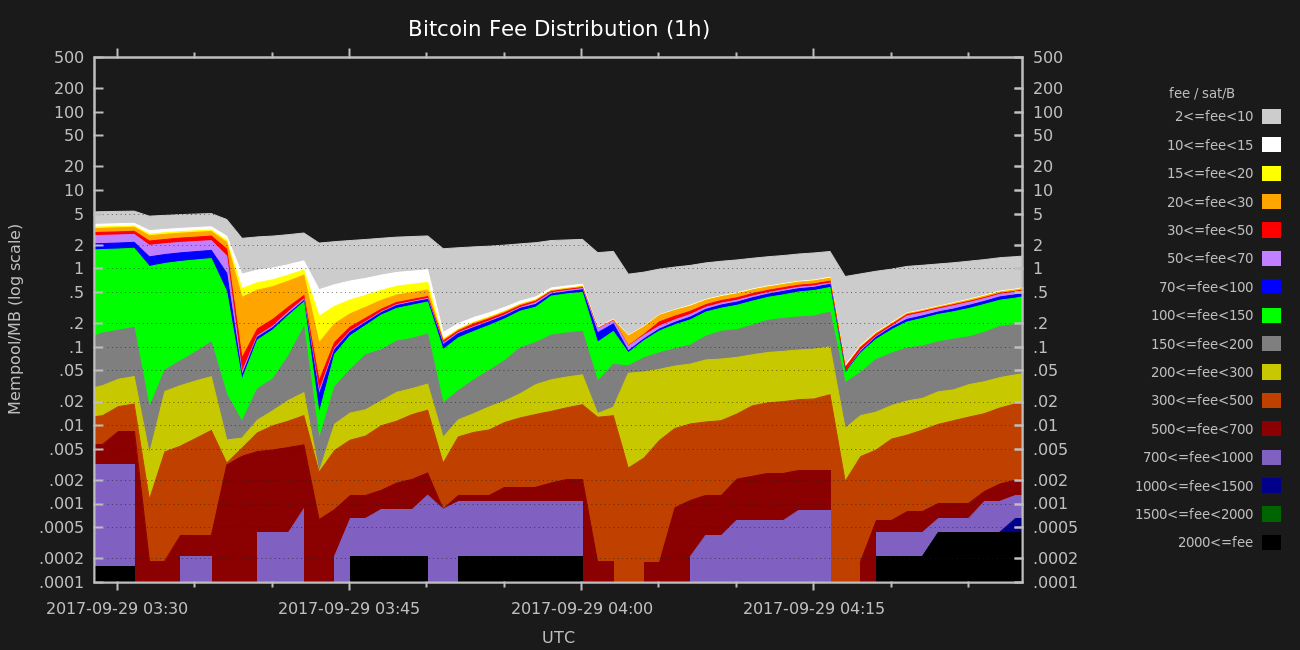 Bitcoin Fee Distribution (1h)
Mempool/MB (log scale)
500
200
100
50
20
10
5
2
1
.5
.2
.1
.05
.02
.01
.005
.002
.001
.0005
.0002
.0001
500
200
100
50
20
10
5
2
1
.5
.2
.1
.05
.02
.01
.005
.002
.001
.0005
.0002
.0001
2017-09-29 03:30
2017-09-29 03:45
2017-09-29 04:00
2017-09-29 04:15
UTC
fee / sat/B
2<=fee<10
10<=fee<15
15<=fee<20
20<=fee<30
30<=fee<50
50<=fee<70
70<=fee<100
100<=fee<150
150<=fee<200
200<=fee<300
300<=fee<500
500<=fee<700
700<=fee<1000
1000<=fee<1500
1500<=fee<2000
2000<=fee